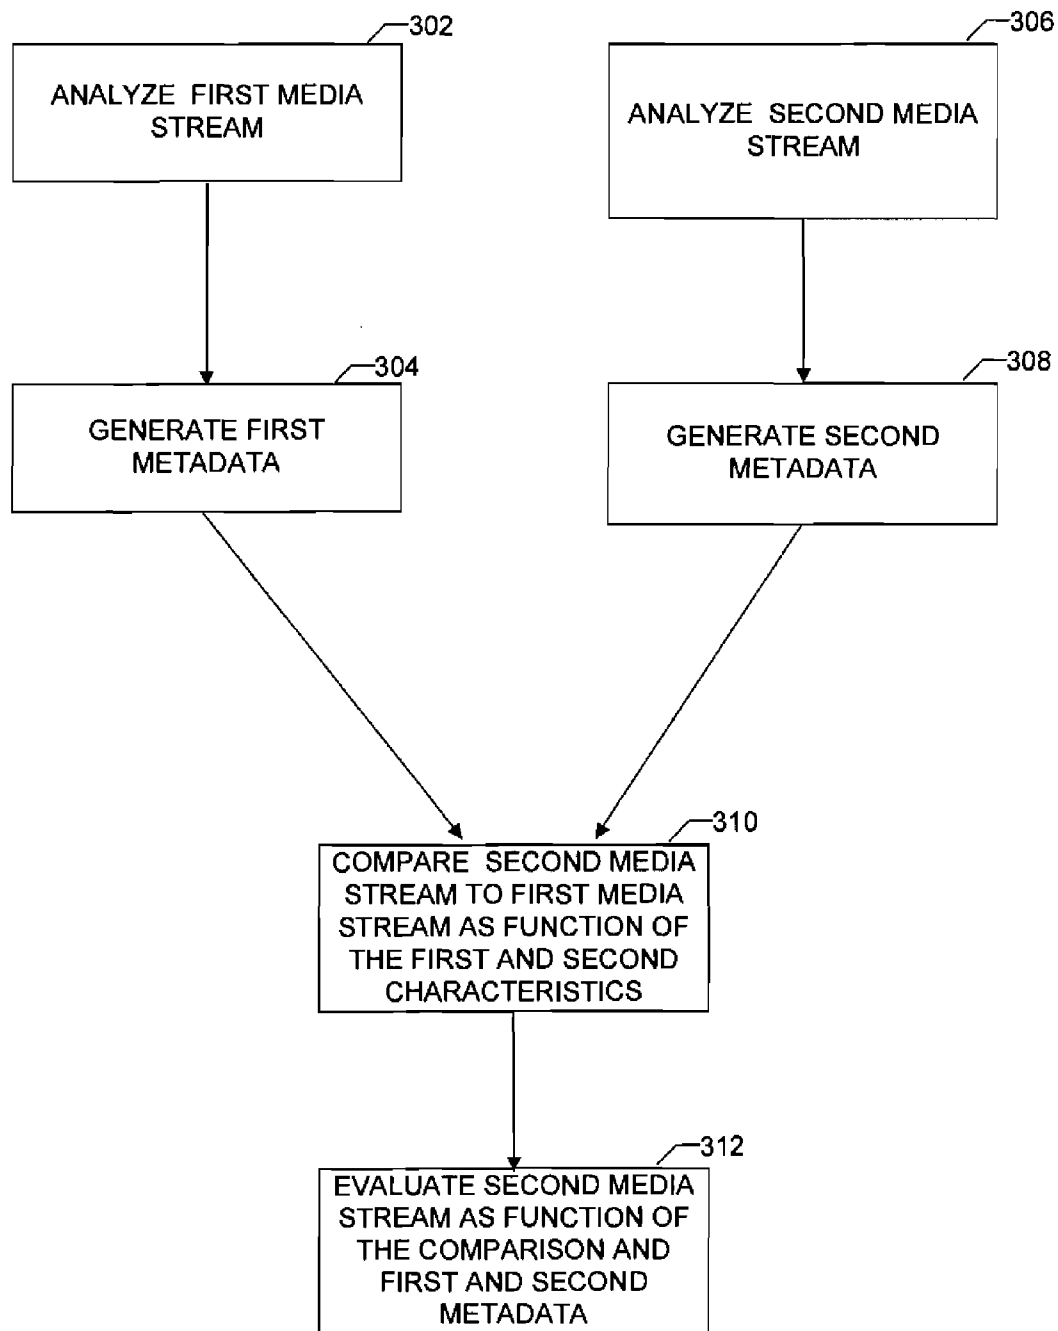 302
ANALYZE FIRST MEDIA
STREAM
306
ANALYZE SECOND MEDIA
STREAM
304
GENERATE FIRST
METADATA
308
GENERATE SECOND
METADATA
310
COMPARE SECOND MEDIA
STREAM TO FIRST MEDIA
STREAM AS FUNCTION OF
THE FIRST AND SECOND
CHARACTERISTICS
312
EVALUATE SECOND MEDIA
STREAM AS FUNCTION OF
THE COMPARISON AND
FIRST AND SECOND
METADATA